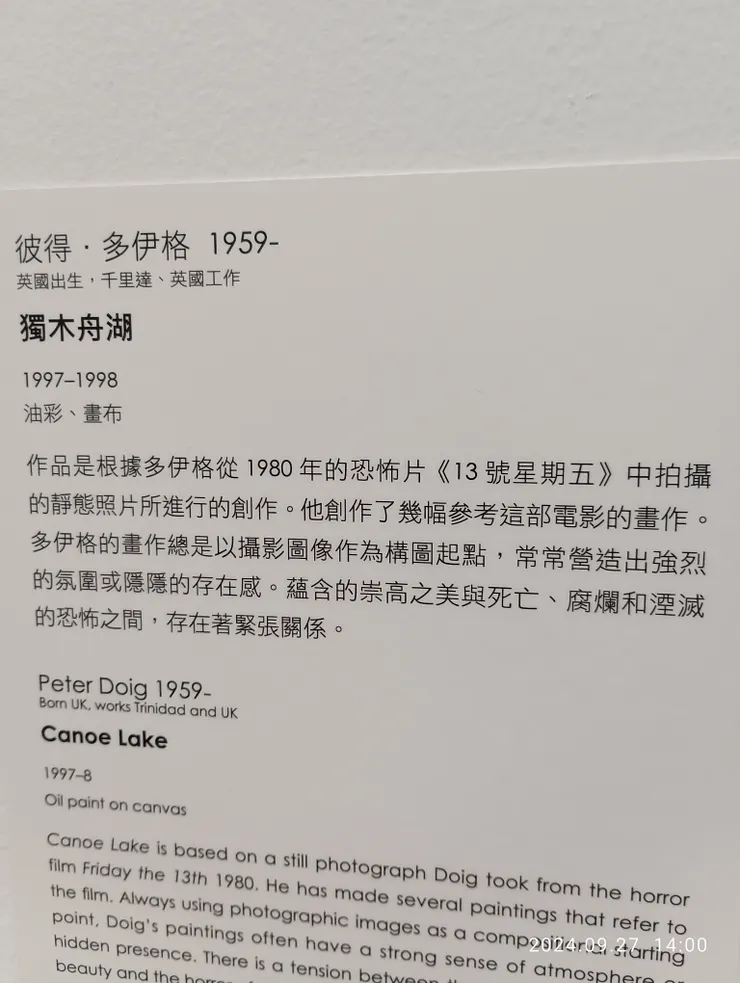 彼得・多伊格 1959-
英國出生，千里達、英國工作
獨木舟湖
1997–1998
油彩、畫布
作品是根據多伊格從 1980 年的恐怖片《13 號星期五》中拍攝
的靜態照片所進行的創作。他創作了幾幅參考這部電影的畫作。
多伊格的畫作總是以攝影圖像作為構圖起點，常常營造出強烈
的氛圍或隱隱的存在感。蘊含的崇高之美與死亡、腐爛和湮滅
的恐怖之間，存在著緊張關係。
Peter Doig 1959-
Born UK, works Trinidad and UK
Canoe Lake
1997–8
Oil paint on canvas
Canoe Lake is based on a still photograph Doig took from the horror
film Friday the 13th 1980. He has made several paintings that refer to
the film. Always using photographic images as a compositional starting
point, Doig's paintings often have a strong sense of atmosphere or
hidden presence. There is a tension between
beauty and the
2024.09.27 14:00